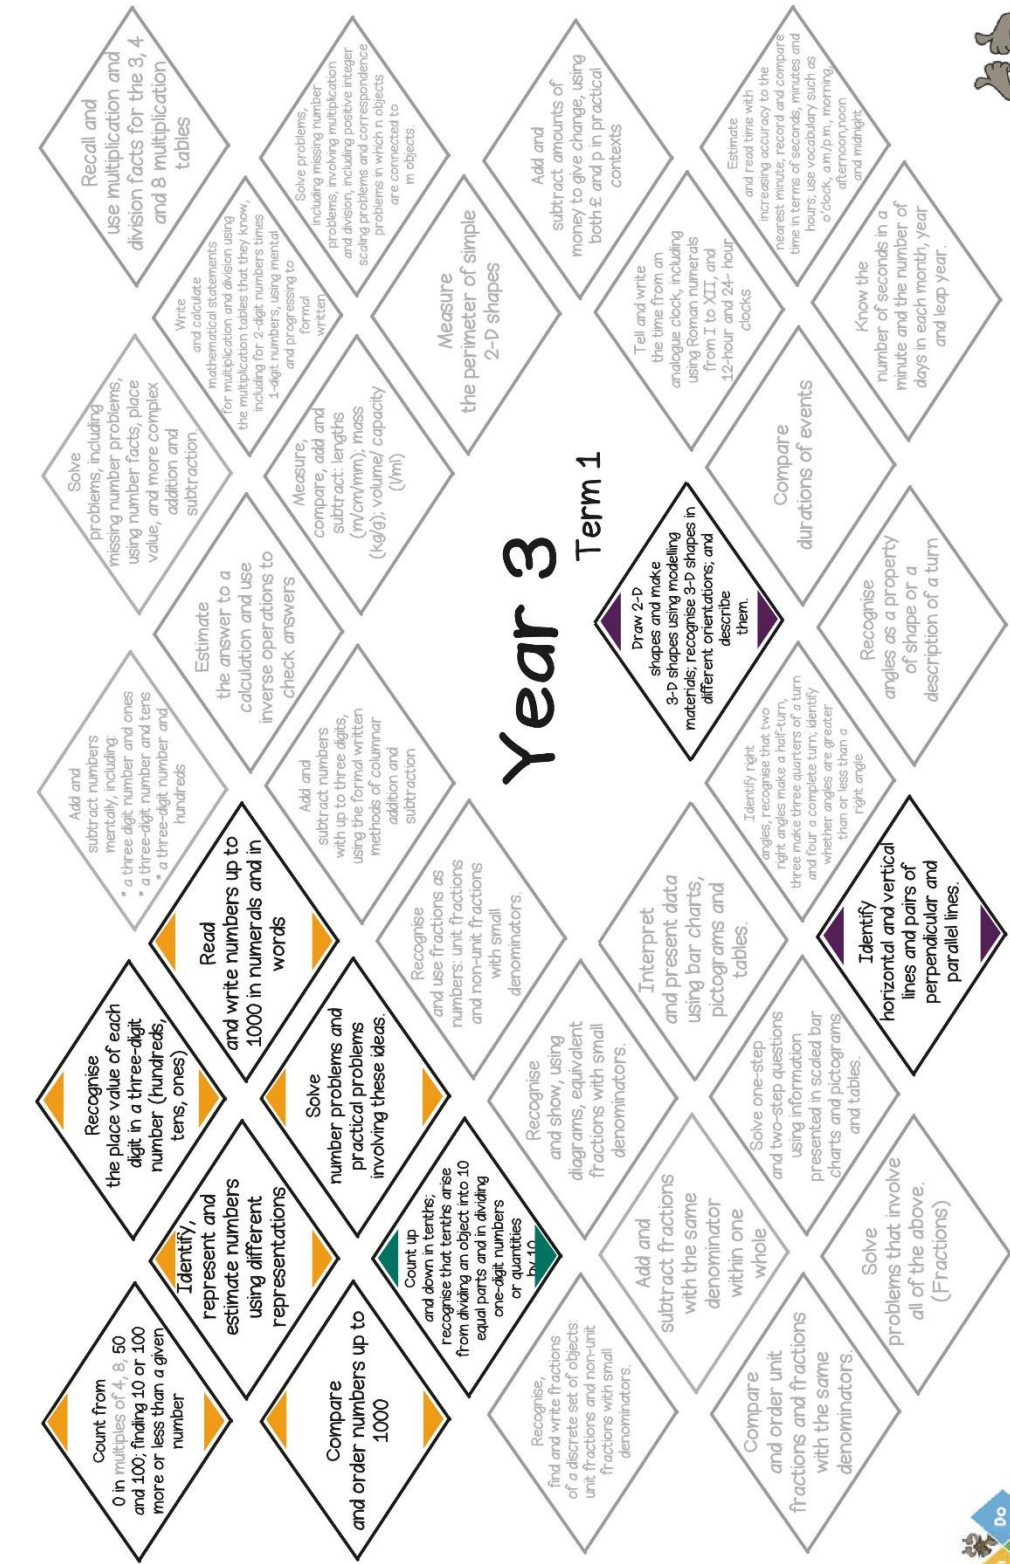 Count from
0 in multiples of 4, 8, 50
and 100; finding 10 or 100
more or less than a given
number
Identify,
represent and
estimate numbers
using different
representations
Recognise
the place value of each
digit in a three-digit
number (hundreds,
tens, ones)
Read
and write numbers up to
1000 in numerals and in
words
Add and
subtract numbers
mentally, including:
* a three digit number and ones
* a three-digit number and tens
* a three-digit number and
hundreds
Estimate
the answer to a
calculation and use
inverse operations to
check answers
Solve
problems, including
missing number problems,
using number facts, place
value, and more complex
addition and
subtraction.
Write
and calculate
mathematical statements
for multiplication and division using
the multiplication tables that they know,
including for 2-digit numbers times
1-digit numbers, using mental
and progressing to
formal
written
Recall and
use multiplication and
division facts for the 3, 4
and 8 multiplication
tables
Compare
and order numbers up to
1000
Count up
and down in tenths;
recognise that tenths arise
from dividing an object into 10
equal parts and in dividing
one-digit numbers
or quantities
by 10
Solve
number problems and
practical problems
involving these ideas.
Recognise
and use fractions as
numbers: unit fractions
and non-unit fractions
with small
denominators.
Add and
subtract numbers
with up to three digits,
using the formal written
methods of columnar
addition and
subtraction
Measure,
compare, add and
subtract: lengths
(m/cm/mm); mass
(kg/g); volume/ capacity
(l/ml)
Measure
the perimeter of simple
2-D shapes
Solve problems,
including missing number
problems, involving multiplication
and division, including positive integer
scaling problems and correspondence
problems in which n objects
are connected to
m objects.
Year 3
Term 1
Recognise,
find and write fractions
of a discrete set of objects:
unit fractions and non-unit
fractions with small
denominators.
Add and
subtract fractions
with the same
denominator
within one
whole
Recognise
and show, using
diagrams, equivalent
fractions with small
denominators.
Interpret
and present data
using bar charts,
pictograms and
tables.
Draw 2-D
shapes and make
3-D shapes using modelling
materials; recognise 3-D shapes in
different orientations; and
describe
them.
Tell and write
the time from an
analogue clock, including
using Roman numerals
from I to XII, and
12-hour and 24- hour
clocks
Add and
subtract amounts of
money to give change, using
both £ and p in practical
contexts
Compare
and order unit
fractions and fractions
with the same
denominators.
Solve
problems that involve
all of the above.
(Fractions)
Solve one-step
and two-step questions
using information
presented in scaled bar
charts and pictograms
and tables.
Identify
horizontal and vertical
lines and pairs of
perpendicular and
parallel lines.
Identify right
angles, recognise that two
right angles make a half-turn,
three make three quarters of a turn
and four a complete turn; identify
whether angles are greater
than or less than a
right angle
Recognise
angles as a property
of shape or a
description of a turn
Compare
durations of events
Know the
number of seconds in a
minute and the number of
days in each month, year
and leap year.
Estimate
and read time with
increasing accuracy to the
nearest minute; record and compare
time in terms of seconds, minutes and
hours; use vocabulary such as
o'clock, a.m/p.m., morning,
afternoon,noon
and midnight
Do